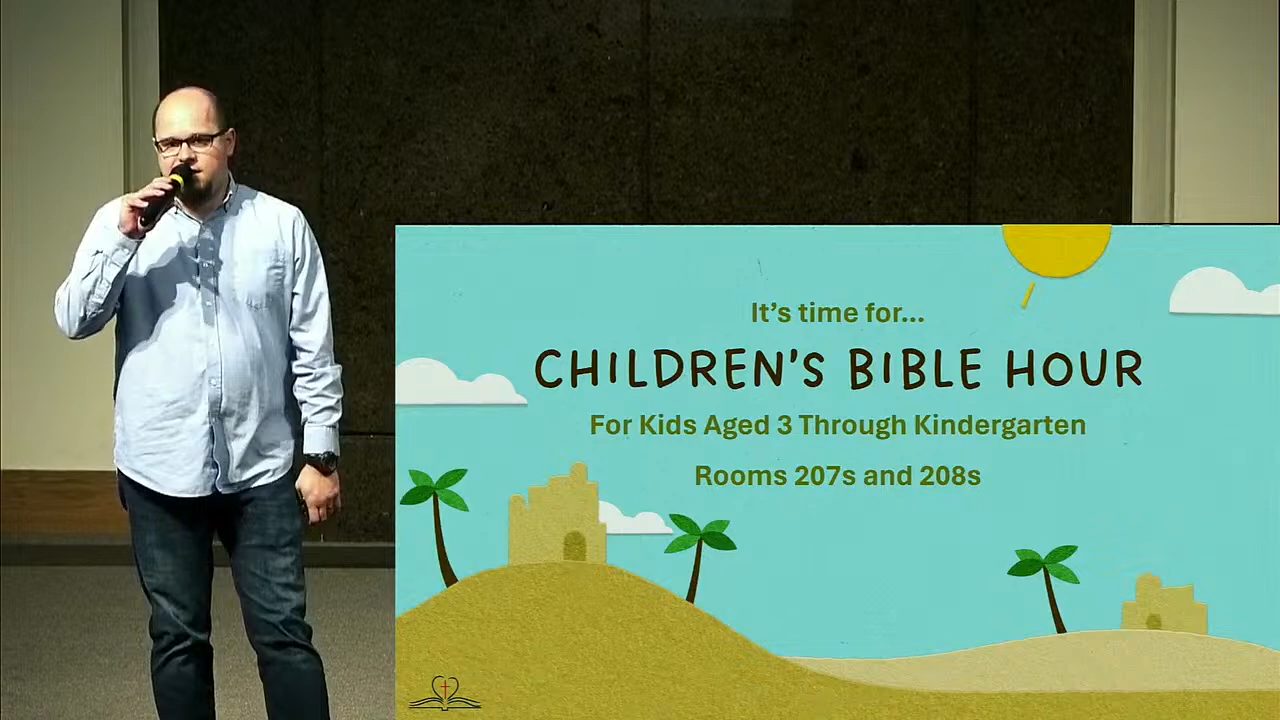 It's time for...
CHILDREN'S BIBLE HOUR
For Kids Aged 3 Through Kindergarten
Rooms 207s and 208s